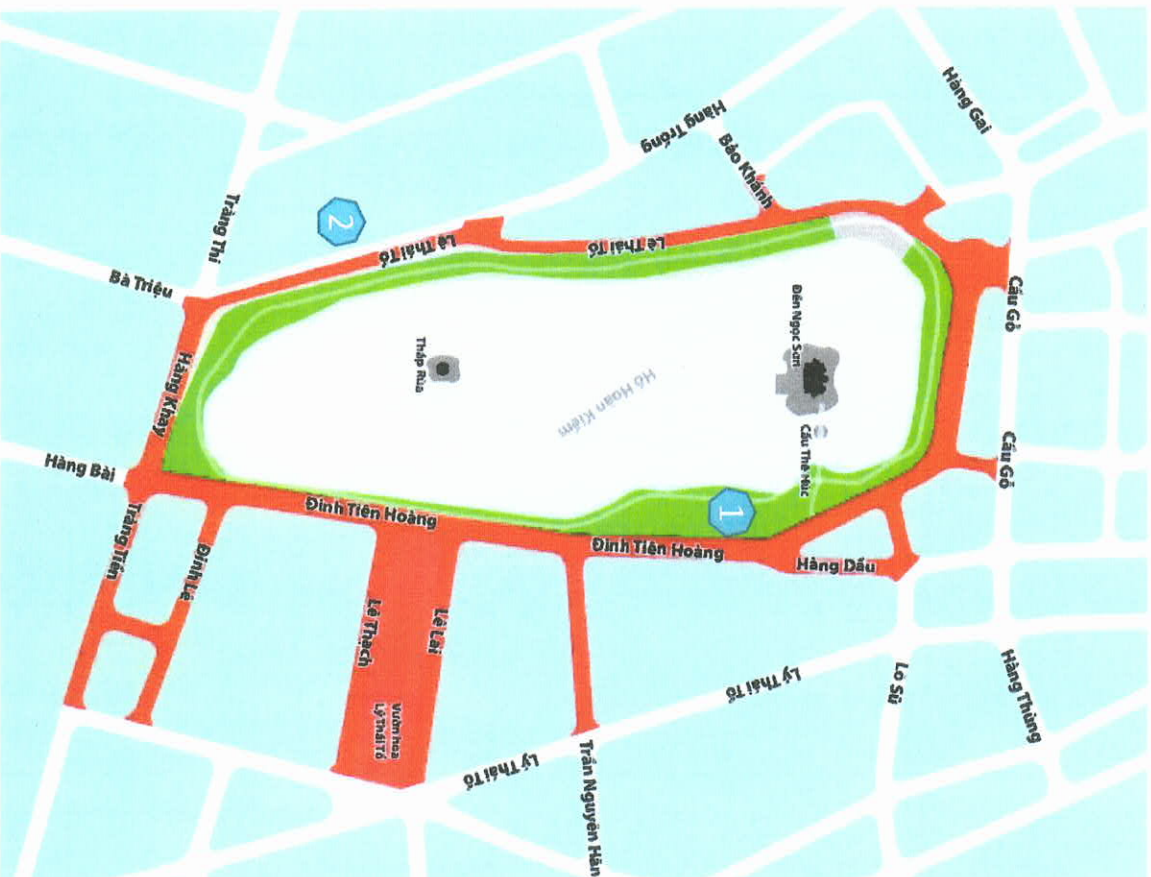 Hàng Gai
Hàng Trống
Bảo Khánh
Tràng Thi
2
Lê Thái Tổ
Lê Thái Tổ
Bà Triệu
Cầu Gỗ
Đền Ngọc Sơn
Tháp Rùa
Hồ Hoàn Kiếm
Hàng Khay
Cầu Thê Húc
Cầu Gỗ
Hàng Bài
1
Đinh Tiên Hoàng
Đinh Tiên Hoàng
Hàng Dầu
Tràng Tiền
Đinh Lễ
Lê Thạch
Lê Lai
Vườn hoa
Lý Thái Tổ
Lý Thái Tổ
Lò Sũ
Hàng Thùng
Lý Thái Tổ
Trần Nguyên Hãn